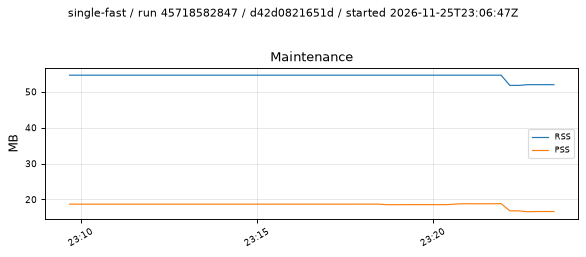 single-fast / run 45718582847 / d42d0821651d / started 2026-11-25T23:06:47Z
Maintenance
MB
50
40
30
20
RSS
PSS
23:10
23:15
23:20